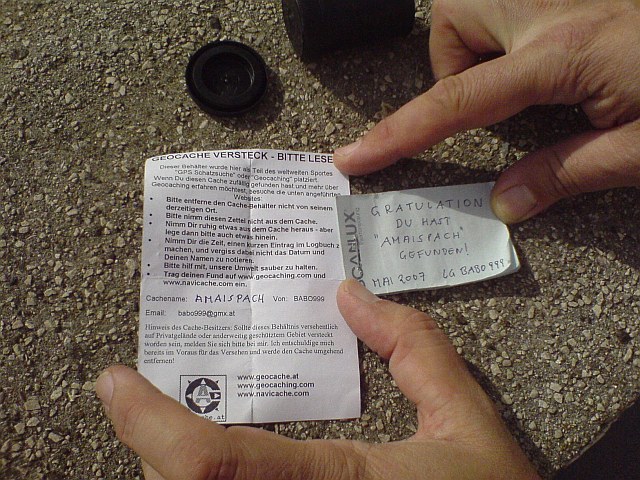 GEOCACHE VERSTECK - BITTE LESE
Dieser Behälter wurde hier als Teil des weltweiten Sportes
"GPS Schatzsuche" oder "Geocaching" platziert.
Wenn Du diesen Cache zufällig gefunden hast und mehr über
Geocaching erfahren möchtest, besuche die unten angeführten
Websites:
Bitte entferne den Cache-Behälter nicht von seinem
derzeitigen Ort.
Bitte nimm diesen Zettel nicht aus dem Cache.
Nimm Dir ruhig etwas aus dem Cache heraus - aber
lege dann bitte auch etwas hinein.
Nimm Dir die Zeit, einen kurzen Eintrag im Logbuch z
machen, und vergiss dabei nicht das Datum und
Deinen Namen zu notieren.
Bitte hilf mit, unsere Umwelt sauber zu halten.
Trag deinen Fund auf www.geocaching.com und
www.navicache.com ein.
Cachename: AMAISPACH Von: BABO999
Email: babo999@gmx.at
Hinweis des Cache-Besitzers: Sollte dieses Behältnis versehentlich
auf Privatgelände oder anderweitig geschütztem Gebiet versteckt
worden sein, melden Sie sich bitte bei mir. Ich entschuldige mich
bereits im Voraus für das Versehen und werde den Cache umgehend
entfernen!
www.geocache.at
www.geocaching.com
www.navicache.com
che.at
GRATULATION
DU HAST
"AMAISPACH"
GEFUNDEN!
MAI 2007 LG BABO999